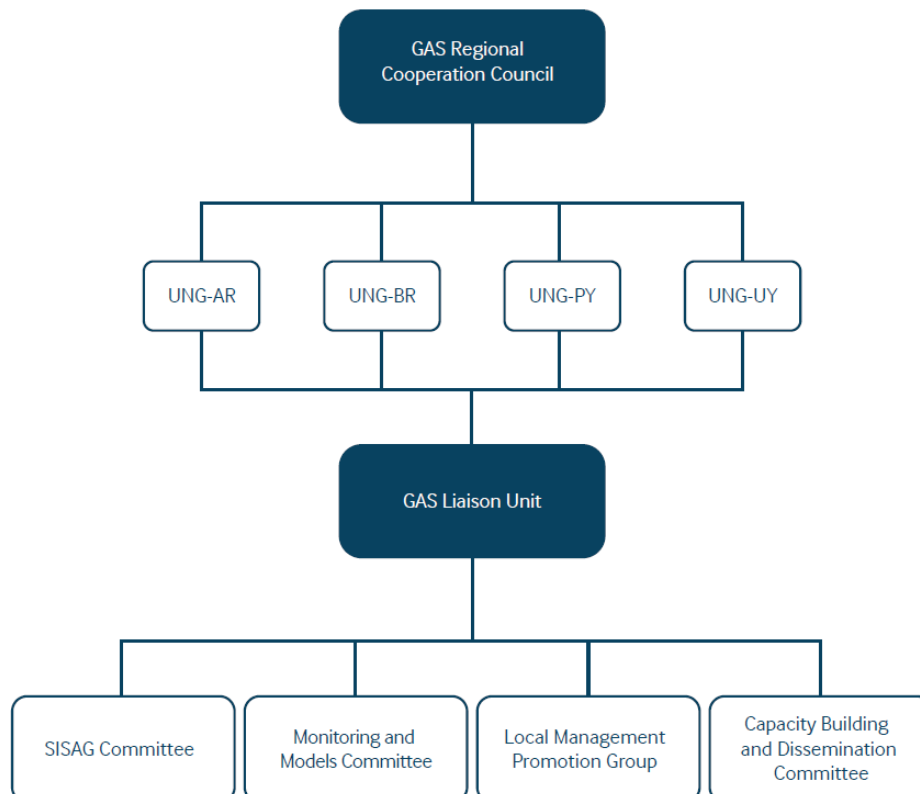 GAS Regional
Cooperation Council
UNG-AR
UNG-BR
UNG-PY
UNG-UY
GAS Liaison Unit
SISAG Committee
Monitoring and
Models Committee
Local Management
Promotion Group
Capacity Building
and Dissemination
Committee